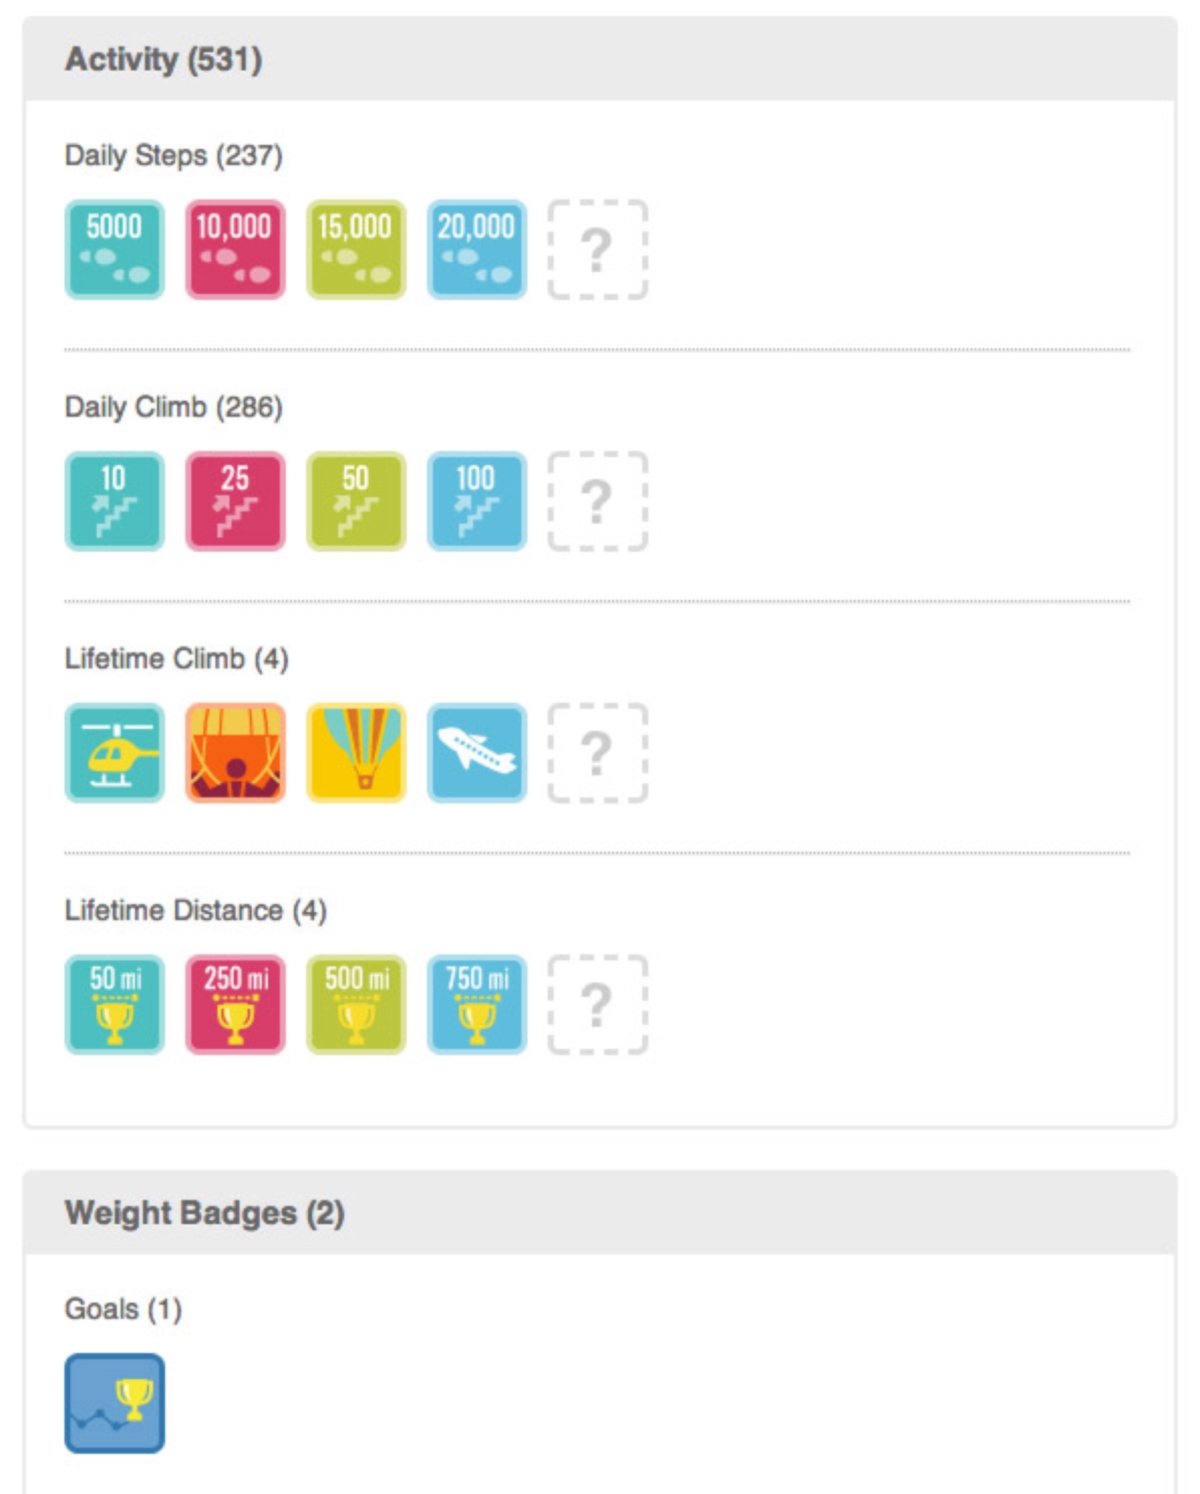 Activity (531)
Daily Steps (237)
5000 10,000 15,000 20,000 ?
Daily Climb (286)
10 25 50 100 ?
Lifetime Climb (4)
?
Lifetime Distance (4)
50 mi 250 mi 500 mi 750 mi ?
Weight Badges (2)
Goals (1)